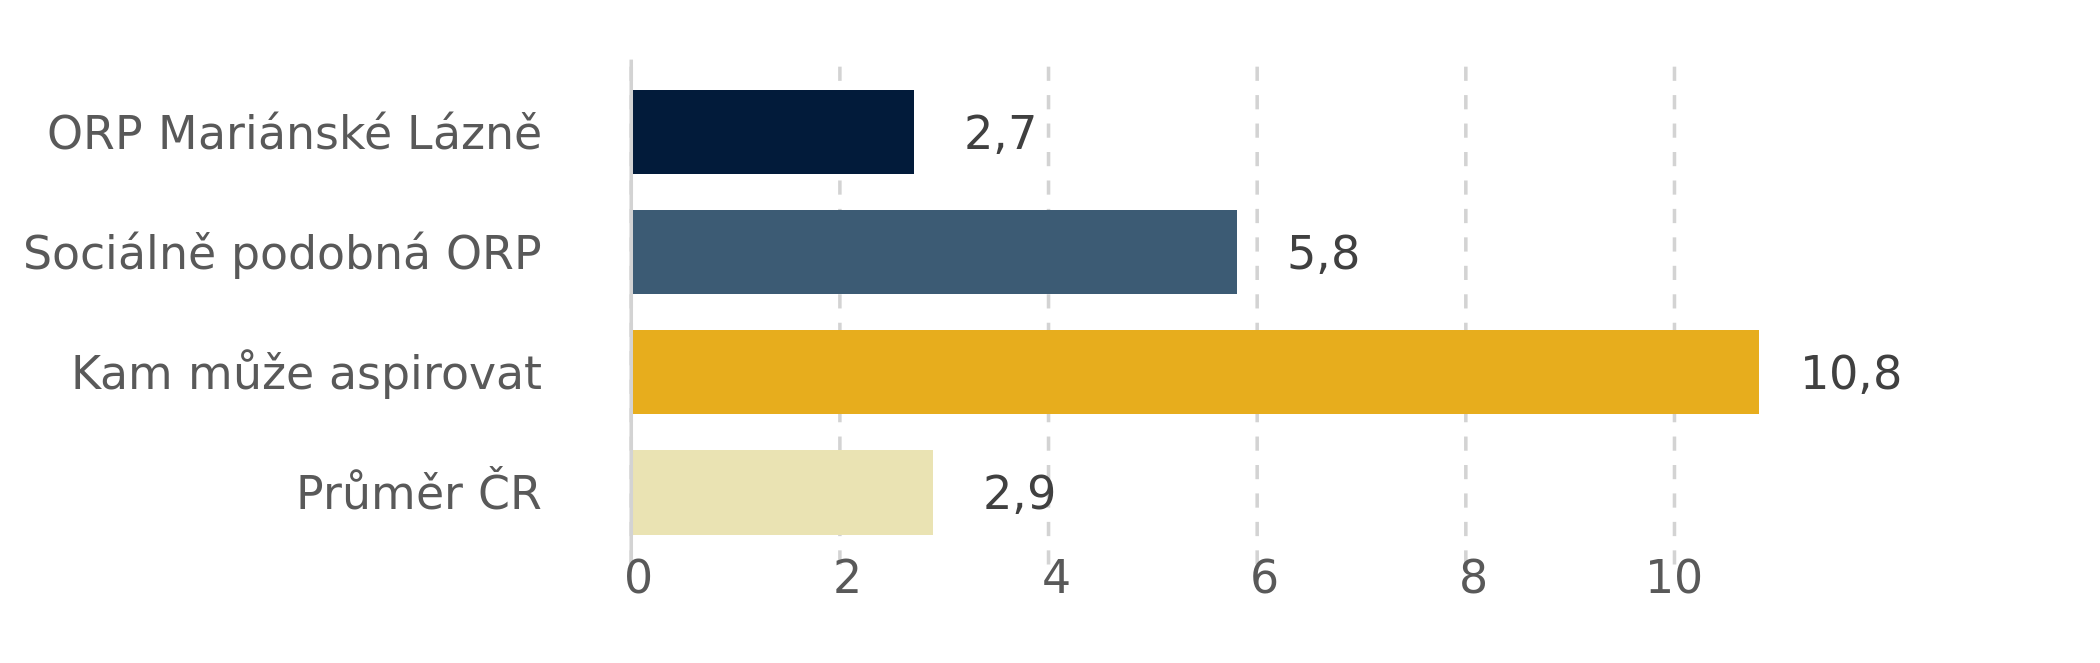 ORP Mariánské Lázně 2,7
Sociálně podobná ORP 5,8
Kam může aspirovat 10,8
Průměr ČR 2,9
0 2 4 6 8 10